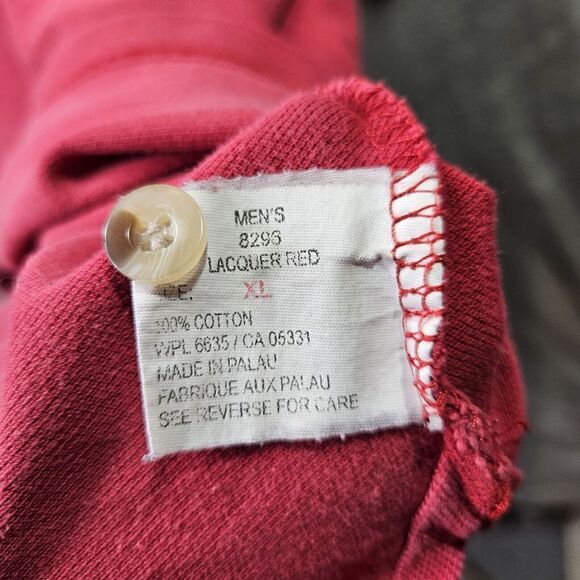 MEN'S
8296
LACQUER RED
XL
100% COTTON
WPL 6635 / CA 05331
MADE IN PALAU
FABRIQUE AUX PALAU
SEE REVERSE FOR CARE